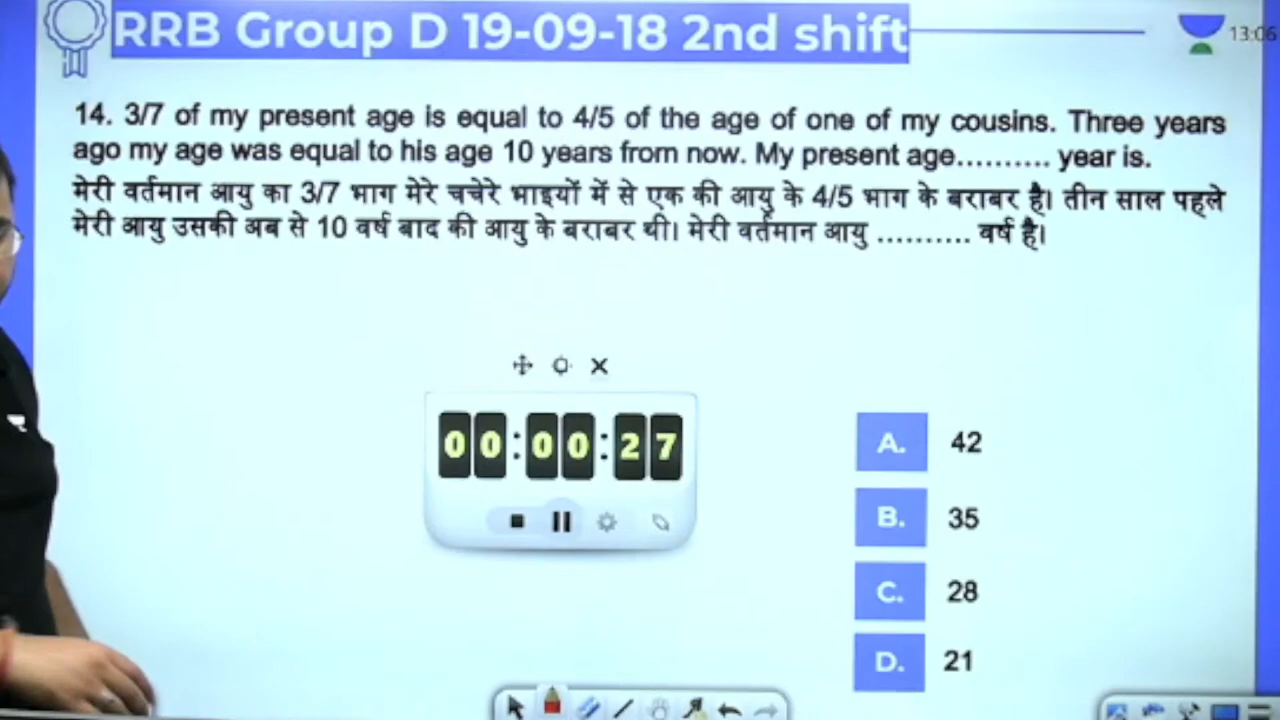 RRB Group D 19-09-18 2nd shift
13:06
14. 3/7 of my present age is equal to 4/5 of the age of one of my cousins. Three years
ago my age was equal to his age 10 years from now. My present age.......... year is.
मेरी वर्तमान आयु का 3/7 भाग मेरे चचेरे भाइयों में से एक की आयु के 4/5 भाग के बराबर है। तीन साल पहले
मेरी आयु उसकी अब से 10 वर्ष बाद की आयु के बराबर थी। मेरी वर्तमान आयु .......... वर्ष है।
00:00:27
A. 42
B. 35
C. 28
D. 21